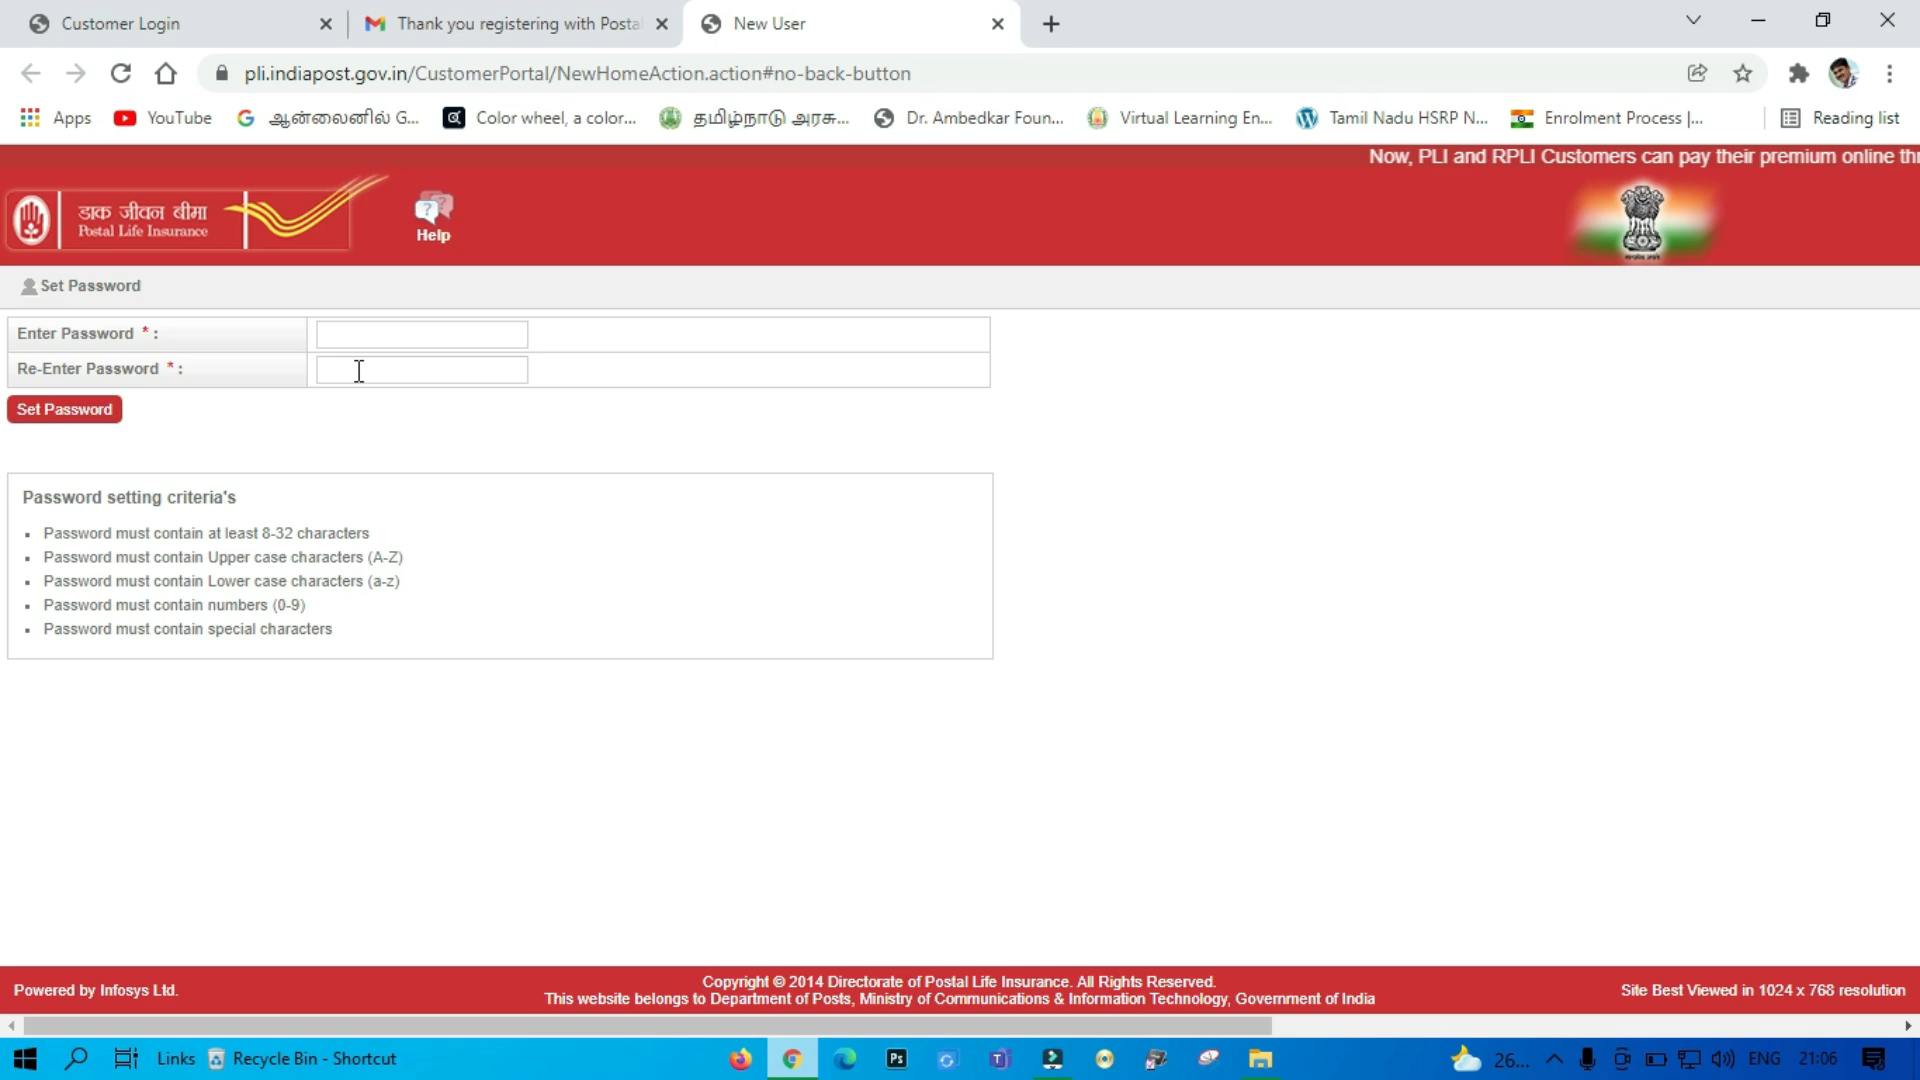 Customer Login
Thank you registering with Posta
New User
pli.indiapost.gov.in/CustomerPortal/NewHomeAction.action#no-back-button
Apps YouTube ஆன்லைனில் G... Color wheel, a color... தமிழ்நாடு அரசு... Dr. Ambedkar Foun... Virtual Learning En... Tamil Nadu HSRP N... Enrolment Process |... Reading list
Now, PLI and RPLI Customers can pay their premium online thr
डाक जीवन बीमा
Postal Life Insurance
Help
Set Password
Enter Password * :
Re-Enter Password * :
Set Password
Password setting criteria's
Password must contain at least 8-32 characters
Password must contain Upper case characters (A-Z)
Password must contain Lower case characters (a-z)
Password must contain numbers (0-9)
Password must contain special characters
Powered by Infosys Ltd.
Copyright © 2014 Directorate of Postal Life Insurance. All Rights Reserved.
This website belongs to Department of Posts, Ministry of Communications & Information Technology, Government of India
Site Best Viewed in 1024 x 768 resolution
Links Recycle Bin - Shortcut Ps 26... ENG 21:06